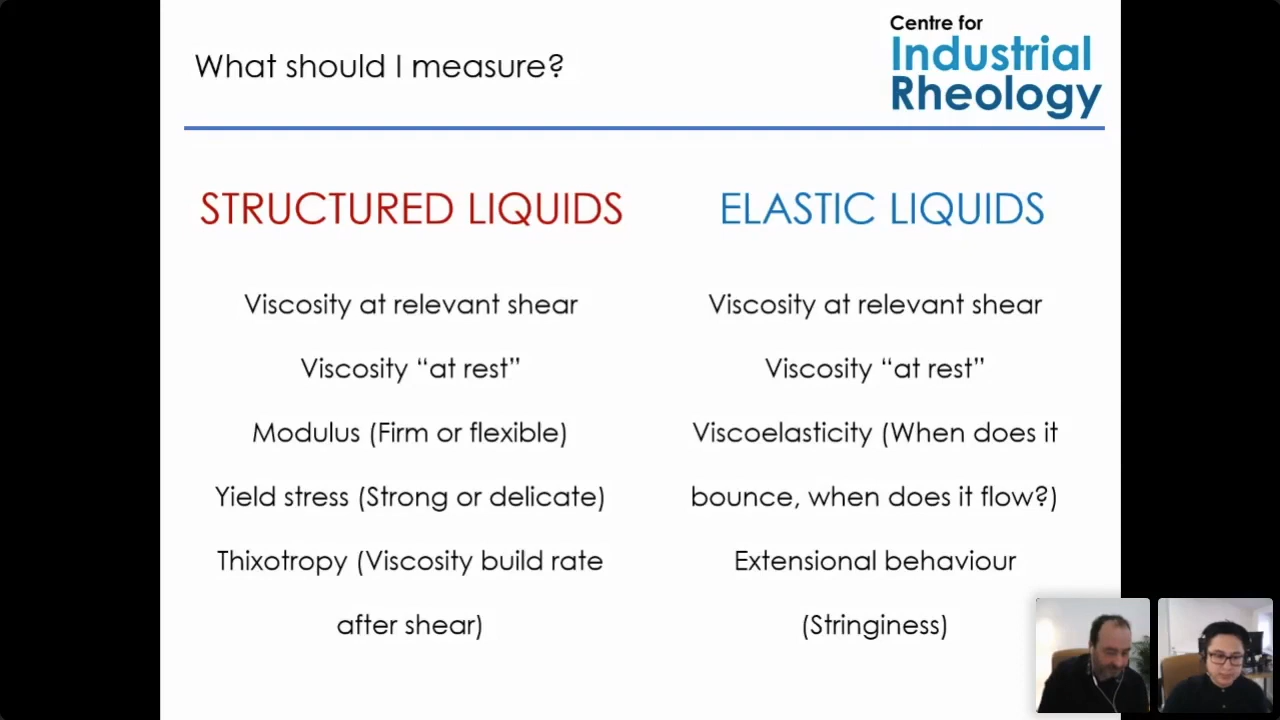 What should I measure?
Centre for
Industrial
Rheology
STRUCTURED LIQUIDS
Viscosity at relevant shear
Viscosity “at rest”
Modulus (Firm or flexible)
Yield stress (Strong or delicate)
Thixotropy (Viscosity build rate
after shear)
ELASTIC LIQUIDS
Viscosity at relevant shear
Viscosity “at rest”
Viscoelasticity (When does it
bounce, when does it flow?)
Extensional behaviour
(Stringiness)